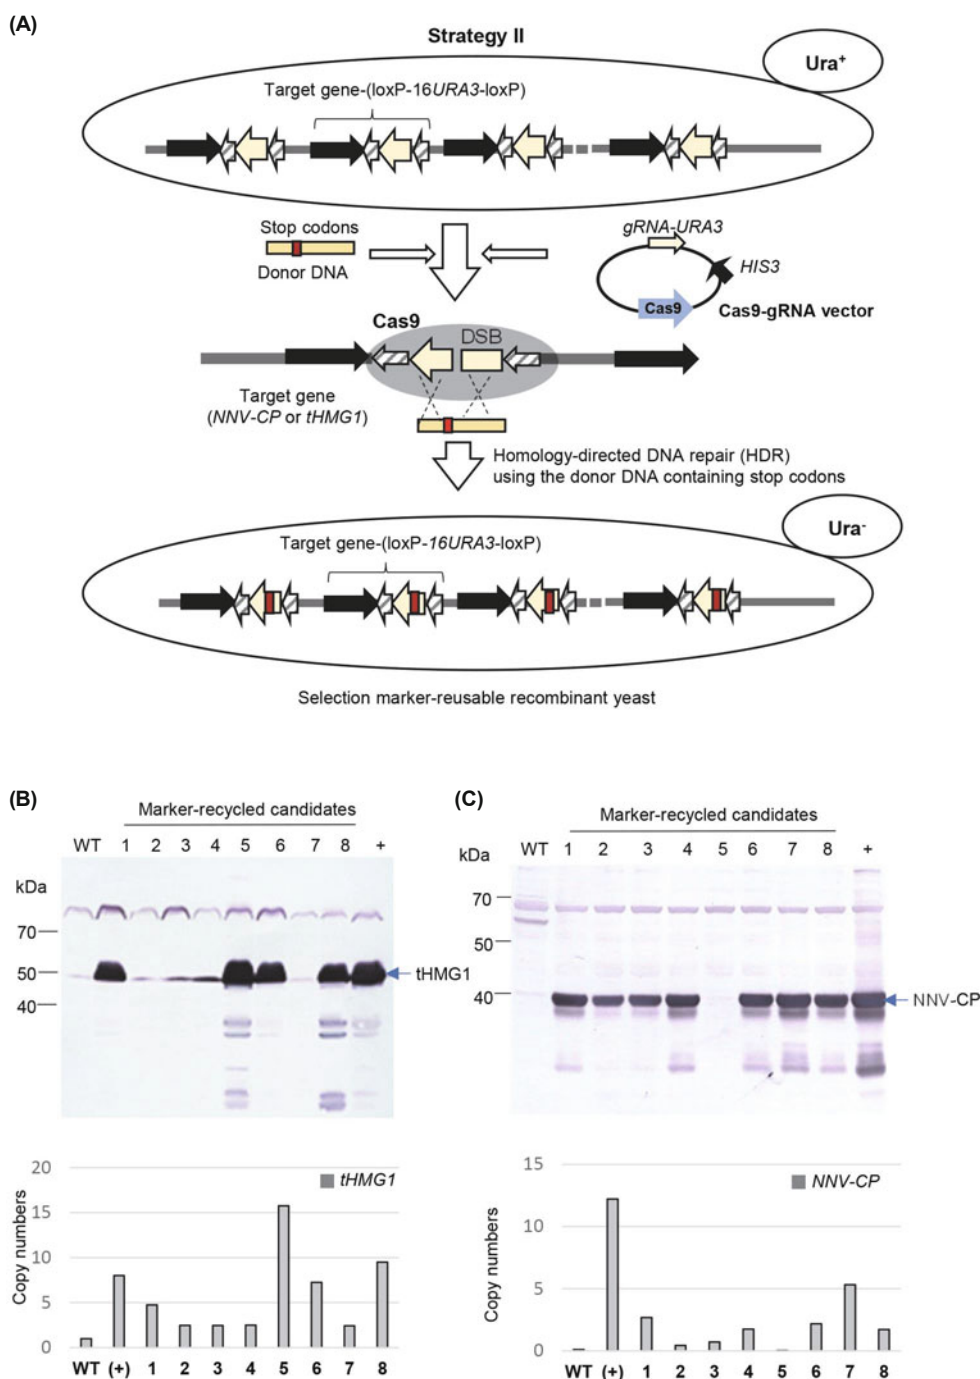 (A)
Strategy II
Ura+
Target gene-(loxP-16URA3-loxP)
Stop codons
Donor DNA
gRNA-URA3
HIS3
Cas9
Cas9-gRNA vector
Cas9
DSB
Target gene
(NNV-CP or tHMG1)
Homology-directed DNA repair (HDR)
using the donor DNA containing stop codons
Ura-
Target gene-(loxP-16URA3-loxP)
Selection marker-reusable recombinant yeast
(B)
Marker-recycled candidates
WT 1 2 3 4 5 6 7 8 +
kDa
70
50
40
tHMG1
20
15
10
5
0
Copy numbers
tHMG1
WT (+) 1 2 3 4 5 6 7 8
(C)
Marker-recycled candidates
WT 1 2 3 4 5 6 7 8 +
kDa
70
50
40
NNV-CP
15
10
5
0
Copy numbers
NNV-CP
WT (+) 1 2 3 4 5 6 7 8